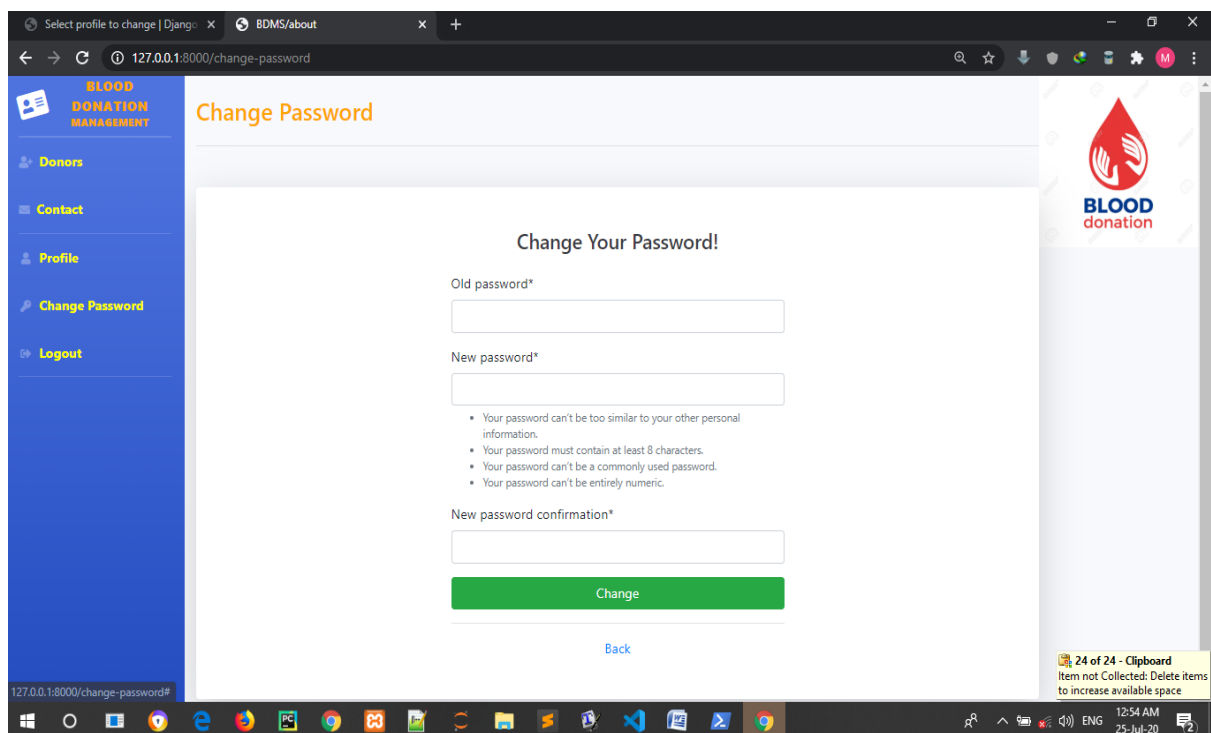 Select profile to change | Djang
BDMS/about
127.0.0.1:8000/change-password
M
BLOOD
DONATION
MANAGEMENT
Donors
Contact
Profile
Change Password
Logout
Change Password
Change Your Password!
Old password*
New password*
• Your password can't be too similar to your other personal
information.
• Your password must contain at least 8 characters.
• Your password can't be a commonly used password.
• Your password can't be entirely numeric.
New password confirmation*
Change
Back
BLOOD
donation
24 of 24 - Clipboard
Item not Collected: Delete items
to increase available space
127.0.0.1:8000/change-password#
PC
ENG
12:54 AM
25-Jul-20
2